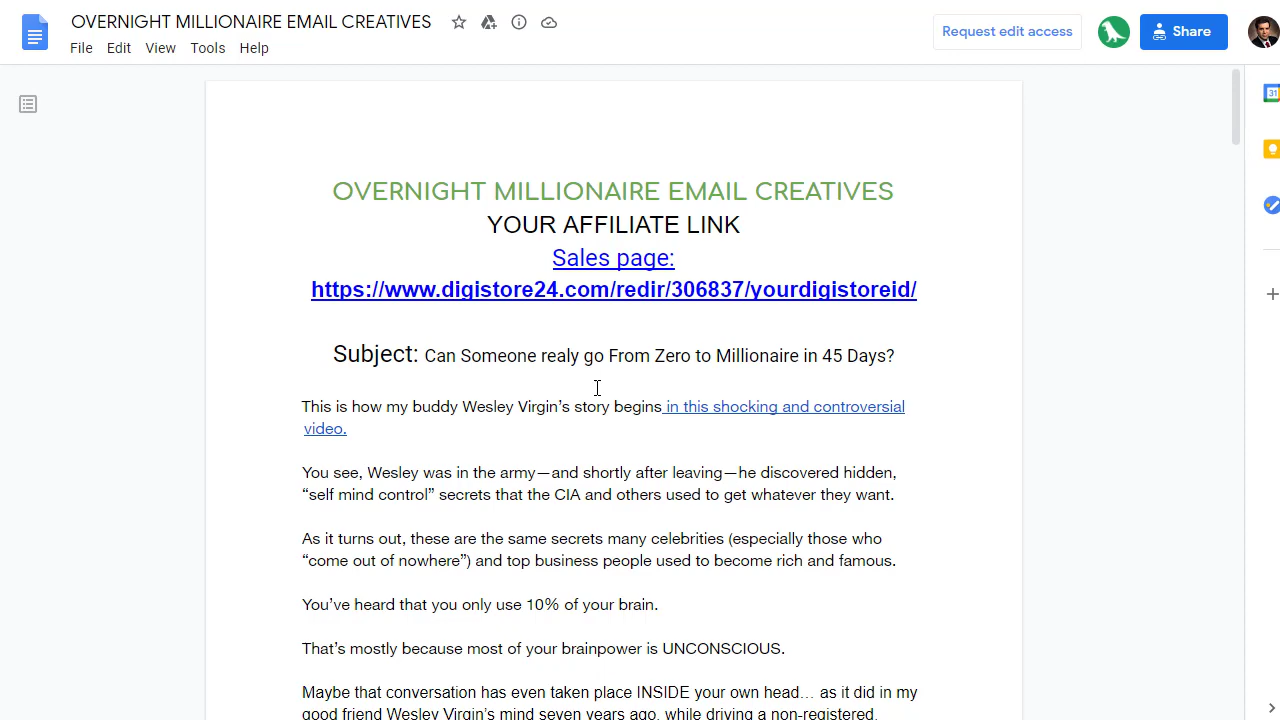 OVERNIGHT MILLIONAIRE EMAIL CREATIVES
File Edit View Tools Help
Request edit access
Share
31
OVERNIGHT MILLIONAIRE EMAIL CREATIVES
YOUR AFFILIATE LINK
Sales page:
https://www.digistore24.com/redir/306837/yourdigistoreid/
Subject: Can Someone realy go From Zero to Millionaire in 45 Days?
This is how my buddy Wesley Virgin’s story begins in this shocking and controversial
video.
You see, Wesley was in the army—and shortly after leaving—he discovered hidden,
“self mind control” secrets that the CIA and others used to get whatever they want.
As it turns out, these are the same secrets many celebrities (especially those who
“come out of nowhere”) and top business people used to become rich and famous.
You’ve heard that you only use 10% of your brain.
That’s mostly because most of your brainpower is UNCONSCIOUS.
Maybe that conversation has even taken place INSIDE your own head… as it did in my
good friend Wesley Virgin’s mind seven years ago, while driving a non-registered,